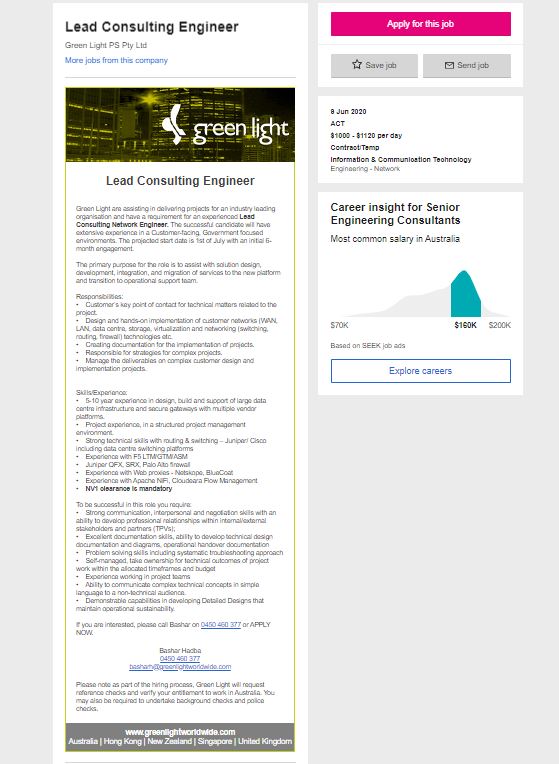 Lead Consulting Engineer
Green Light PS Pty Ltd
More jobs from this company
green light
Lead Consulting Engineer
Green Light are assisting in delivering projects for an industry leading
organisation and have a requirement for an experienced Lead
Consulting Network Engineer. The successful candidate will have
extensive experience in a Customer-facing, Government focused
environments. The projected start date is 1st of July with an initial 6-
month engagement.
The primary purpose for the role is to assist with solution design,
development, integration, and migration of services to the new platform
and transition to operational support team.
Responsibilities:
• Customer's key point of contact for technical matters related to the
project.
• Design and hands-on implementation of customer networks (WAN,
LAN, data centre, storage, virtualization and networking (switching,
routing, firewall) technologies etc.
• Creating documentation for the implementation of projects.
• Responsible for strategies for complex projects.
• Manage the deliverables on complex customer design and
implementation projects.
Skills/Experience:
• 5-10 year experience in design, build and support of large data
centre infrastructure and secure gateways with multiple vendor
platforms.
• Project experience, in a structured project management
environment.
• Strong technical skills with routing & switching – Juniper/ Cisco
including data centre switching platforms
• Experience with F5 LTM/GTM/ASM
• Juniper QFX, SRX; Palo Alto firewall
• Experience with Web proxies - Netskope, BlueCoat
• Experience with Apache NiFi, Cloudeara Flow Management
• NV1 clearance is mandatory
To be successful in this role you require:
• Strong communication, interpersonal and negotiation skills with an
ability to develop professional relationships within internal/external
stakeholders and partners (TPVs);
• Excellent documentation skills, ability to develop technical design
documentation and diagrams, operational handover documentation
• Problem solving skills including systematic troubleshooting approach
• Self-managed, take ownership for technical outcomes of project
work within the allocated timeframes and budget
• Experience working in project teams
• Ability to communicate complex technical concepts in simple
language to a non-technical audience.
• Demonstrable capabilities in developing Detailed Designs that
maintain operational sustainability.
If you are interested, please call Bashar on 0450 460 377 or APPLY
NOW.
Bashar Hadba
0450 460 377
basharh@greenlightworldwide.com
Please note as part of the hiring process, Green Light will request
reference checks and verify your entitlement to work in Australia. You
may also be required to undertake background checks and police
checks.
www.greenlightworldwide.com
Australia | Hong Kong | New Zealand | Singapore | United Kingdom
Apply for this job
Save job
Send job
9 Jun 2020
ACT
$1000 - $1120 per day
Contract/Temp
Information & Communication Technology
Engineering - Network
Career insight for Senior
Engineering Consultants
Most common salary in Australia
$70K $160K $200K
Based on SEEK job ads
Explore careers